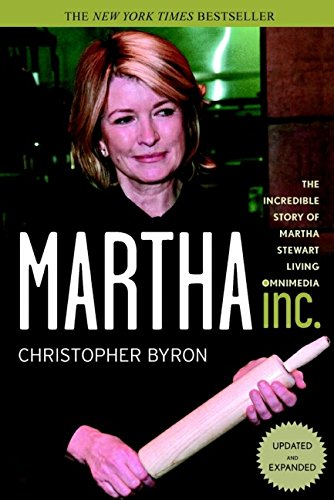 THE NEW YORK TIMES BESTSELLER
THE
INCREDIBLE
STORY OF
MARTHA
STEWART
LIVING
OMNIMEDIA
MARTHA
inc.
CHRISTOPHER BYRON
UPDATED
AND
EXPANDED